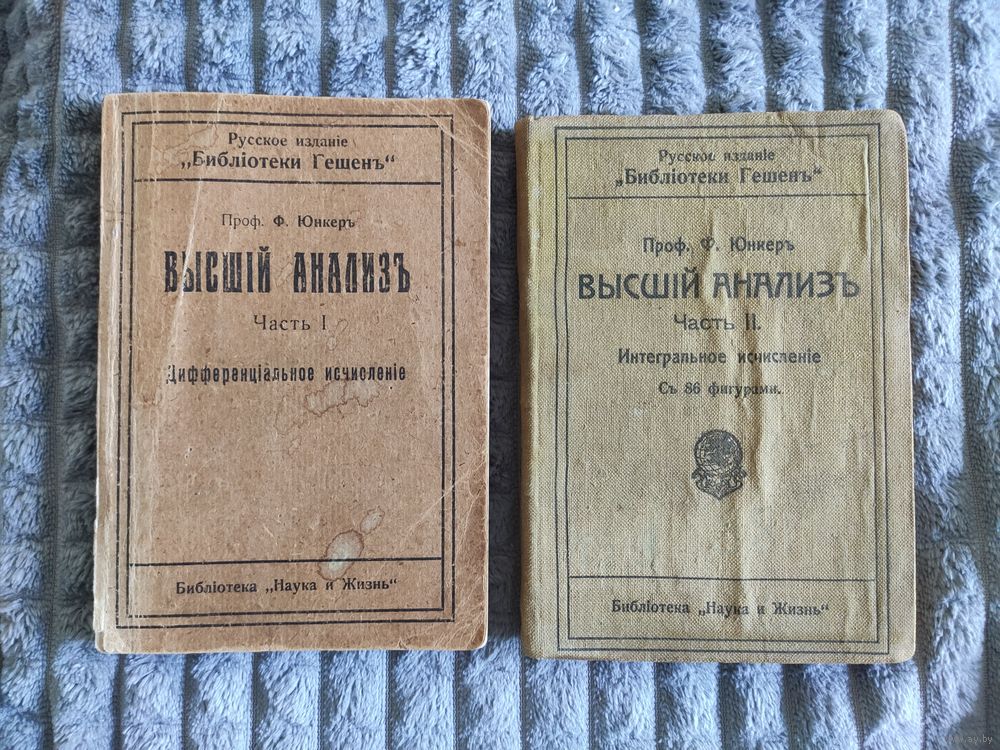 Русское изданіе
„Библіотеки Гешенъ“
Проф. Ф. Юнкеръ
ВЫСШІЙ АНАЛИЗЪ
Часть I
Дифференціальное исчисленіе
Библіотека „Наука и Жизнь“
Русское изданіе
„Библіотеки Гешенъ“
Проф. Ф. Юнкеръ
ВЫСШІЙ АНАЛИЗЪ
Часть II.
Интегральное исчисленіе
Съ 86 фигурами.
Библіотека „Наука и Жизнь“